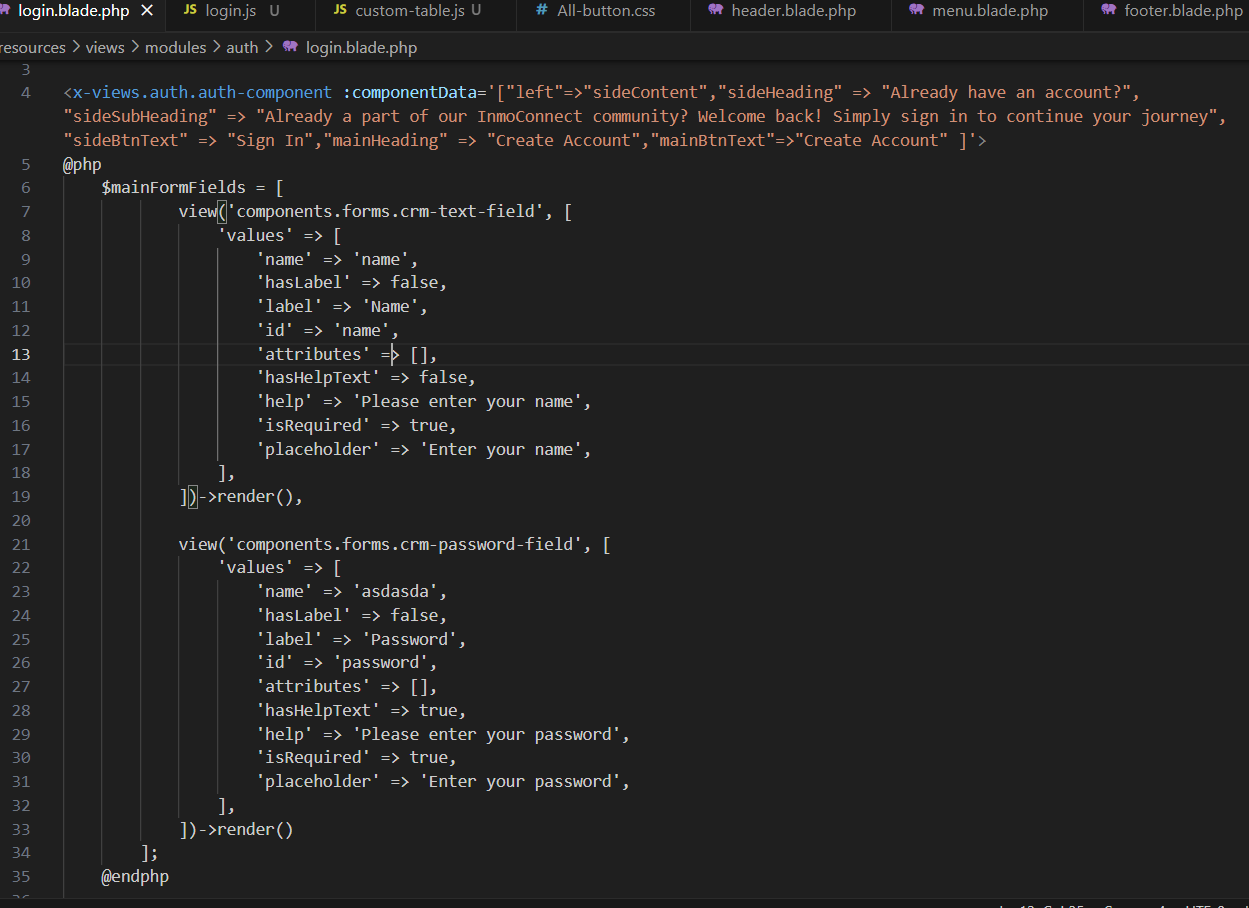 login.blade.php × JS login.js U JS custom-table.js U # All-button.css header.blade.php menu.blade.php footer.blade.php
resources > views > modules > auth > login.blade.php
3
4 <x-views.auth.auth-component :componentData='["left"=>"sideContent","sideHeading" => "Already have an account?",
"sideSubHeading" => "Already a part of our InmoConnect community? Welcome back! Simply sign in to continue your journey",
"sideBtnText" => "Sign In","mainHeading" => "Create Account","mainBtnText"=>"Create Account" ]'>
5 @php
6 $mainFormFields = [
7 view('components.forms.crm-text-field', [
8 'values' => [
9 'name' => 'name',
10 'hasLabel' => false,
11 'label' => 'Name',
12 'id' => 'name',
13 'attributes' => [],
14 'hasHelpText' => false,
15 'help' => 'Please enter your name',
16 'isRequired' => true,
17 'placeholder' => 'Enter your name',
18 ],
19 ])->render(),
20
21 view('components.forms.crm-password-field', [
22 'values' => [
23 'name' => 'asdasda',
24 'hasLabel' => false,
25 'label' => 'Password',
26 'id' => 'password',
27 'attributes' => [],
28 'hasHelpText' => true,
29 'help' => 'Please enter your password',
30 'isRequired' => true,
31 'placeholder' => 'Enter your password',
32 ],
33 ])->render()
34 ];
35 @endphp